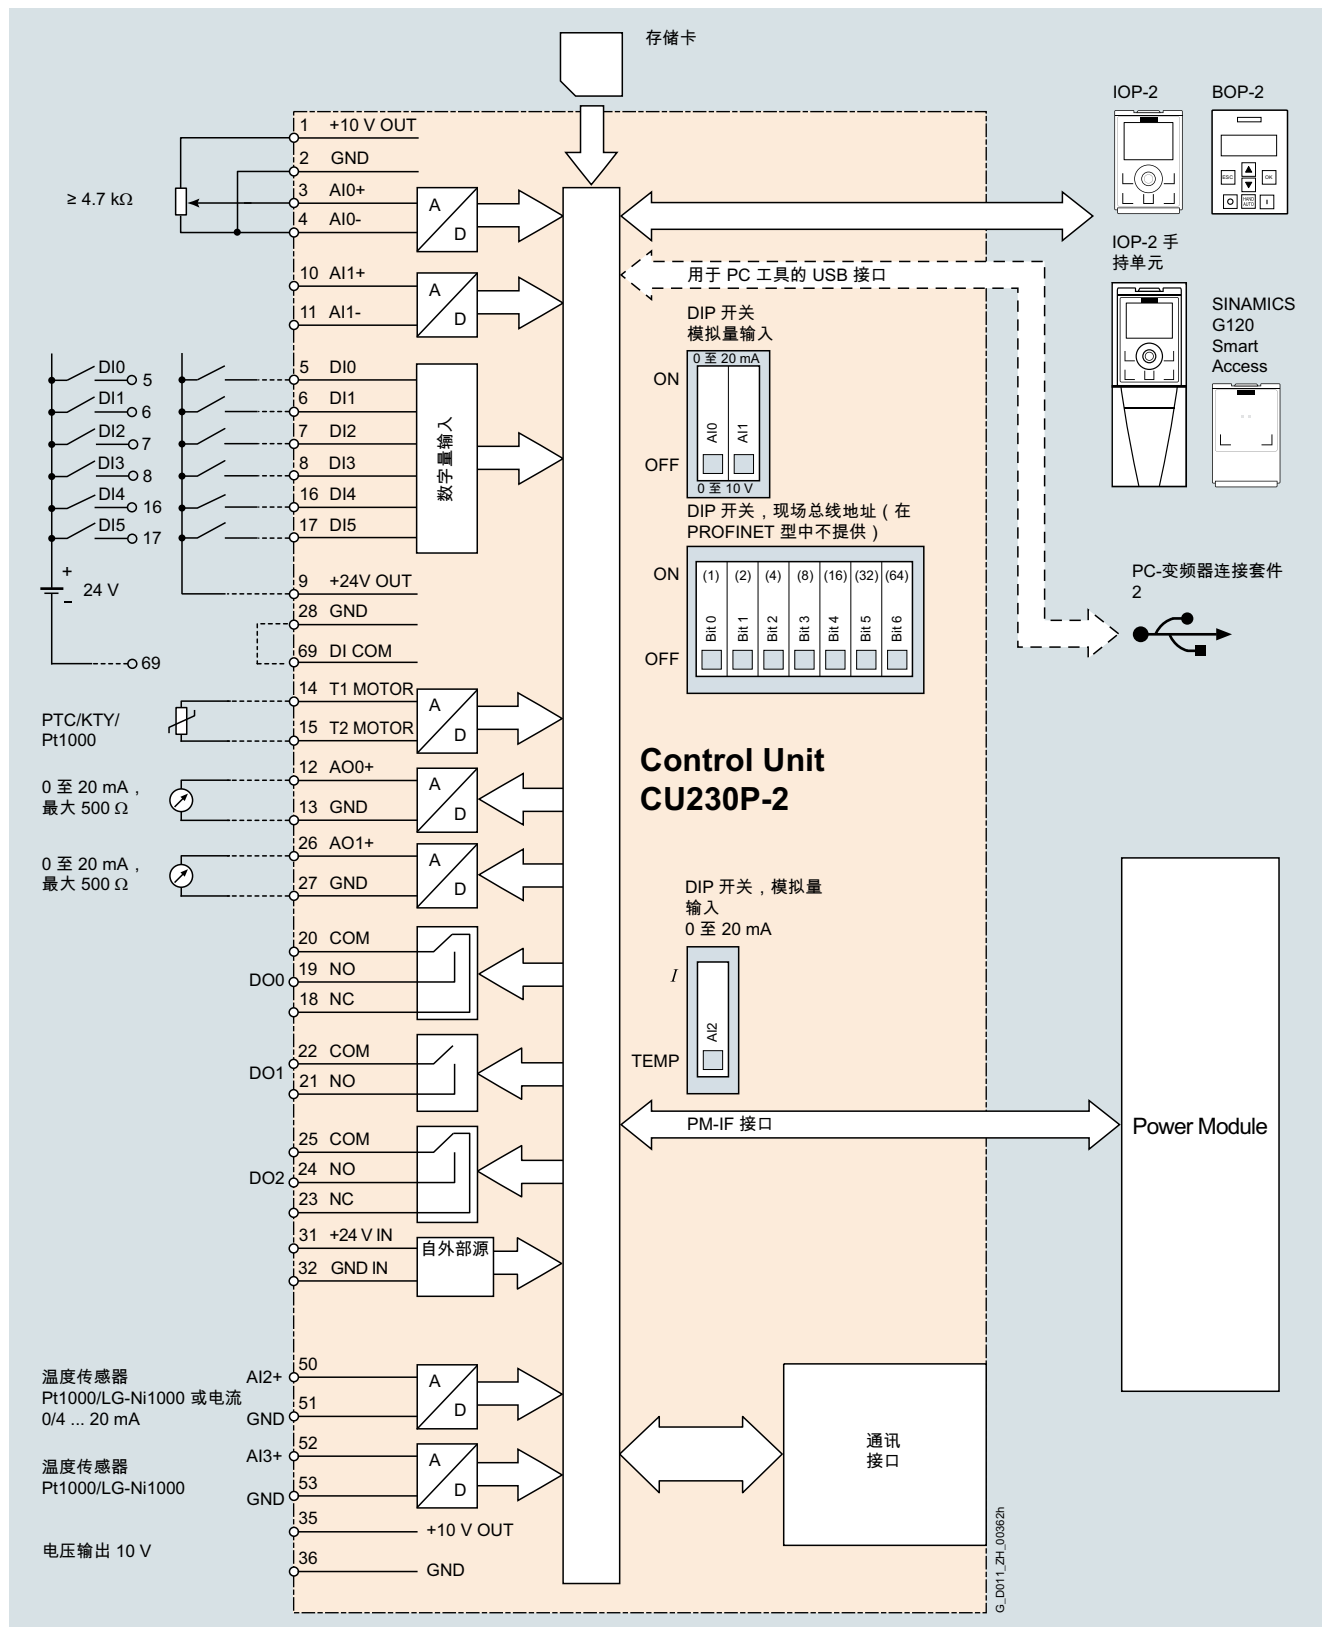 存储卡
IOP-2
BOP-2
ESC
OK
HAND
AUTO
IOP-2 手
持单元
SINAMICS
G120
Smart
Access
PC-变频器连接套件
2
1 +10 V OUT
2 GND
3 AI0+
4 AI0-
≥ 4.7 kΩ
A
D
10 AI1+
11 AI1-
A
D
用于 PC 工具的 USB 接口
DIP 开关
模拟量输入
0 至 20 mA
ON
AI0
AI1
OFF
0 至 10 V
DIP 开关，现场总线地址（在
PROFINET 型中不提供）
ON
(1) (2) (4) (8) (16) (32) (64)
Bit 0
Bit 1
Bit 2
Bit 3
Bit 4
Bit 5
Bit 6
OFF
DI0 5
DI1 6
DI2 7
DI3 8
DI4 16
DI5 17
+
24 V
–
69
5 DI0
6 DI1
7 DI2
8 DI3
16 DI4
17 DI5
数字量输入
9 +24V OUT
28 GND
69 DI COM
14 T1 MOTOR
15 T2 MOTOR
A
D
PTC/KTY/
Pt1000
12 AO0+
13 GND
A
D
0 至 20 mA，
最大 500 Ω
26 AO1+
27 GND
A
D
0 至 20 mA，
最大 500 Ω
Control Unit
CU230P-2
DO0
20 COM
19 NO
18 NC
DO1
22 COM
21 NO
DO2
25 COM
24 NO
23 NC
31 +24 V IN
32 GND IN
自外部源
DIP 开关，模拟量
输入
0 至 20 mA
I
AI2
TEMP
PM-IF 接口
Power Module
温度传感器
Pt1000/LG-Ni1000 或电流
0/4 ... 20 mA
AI2+ 50
GND 51
A
D
温度传感器
Pt1000/LG-Ni1000
AI3+ 52
GND 53
A
D
电压输出 10 V
35 +10 V OUT
36 GND
通讯
接口
G_D011_ZH_00362h